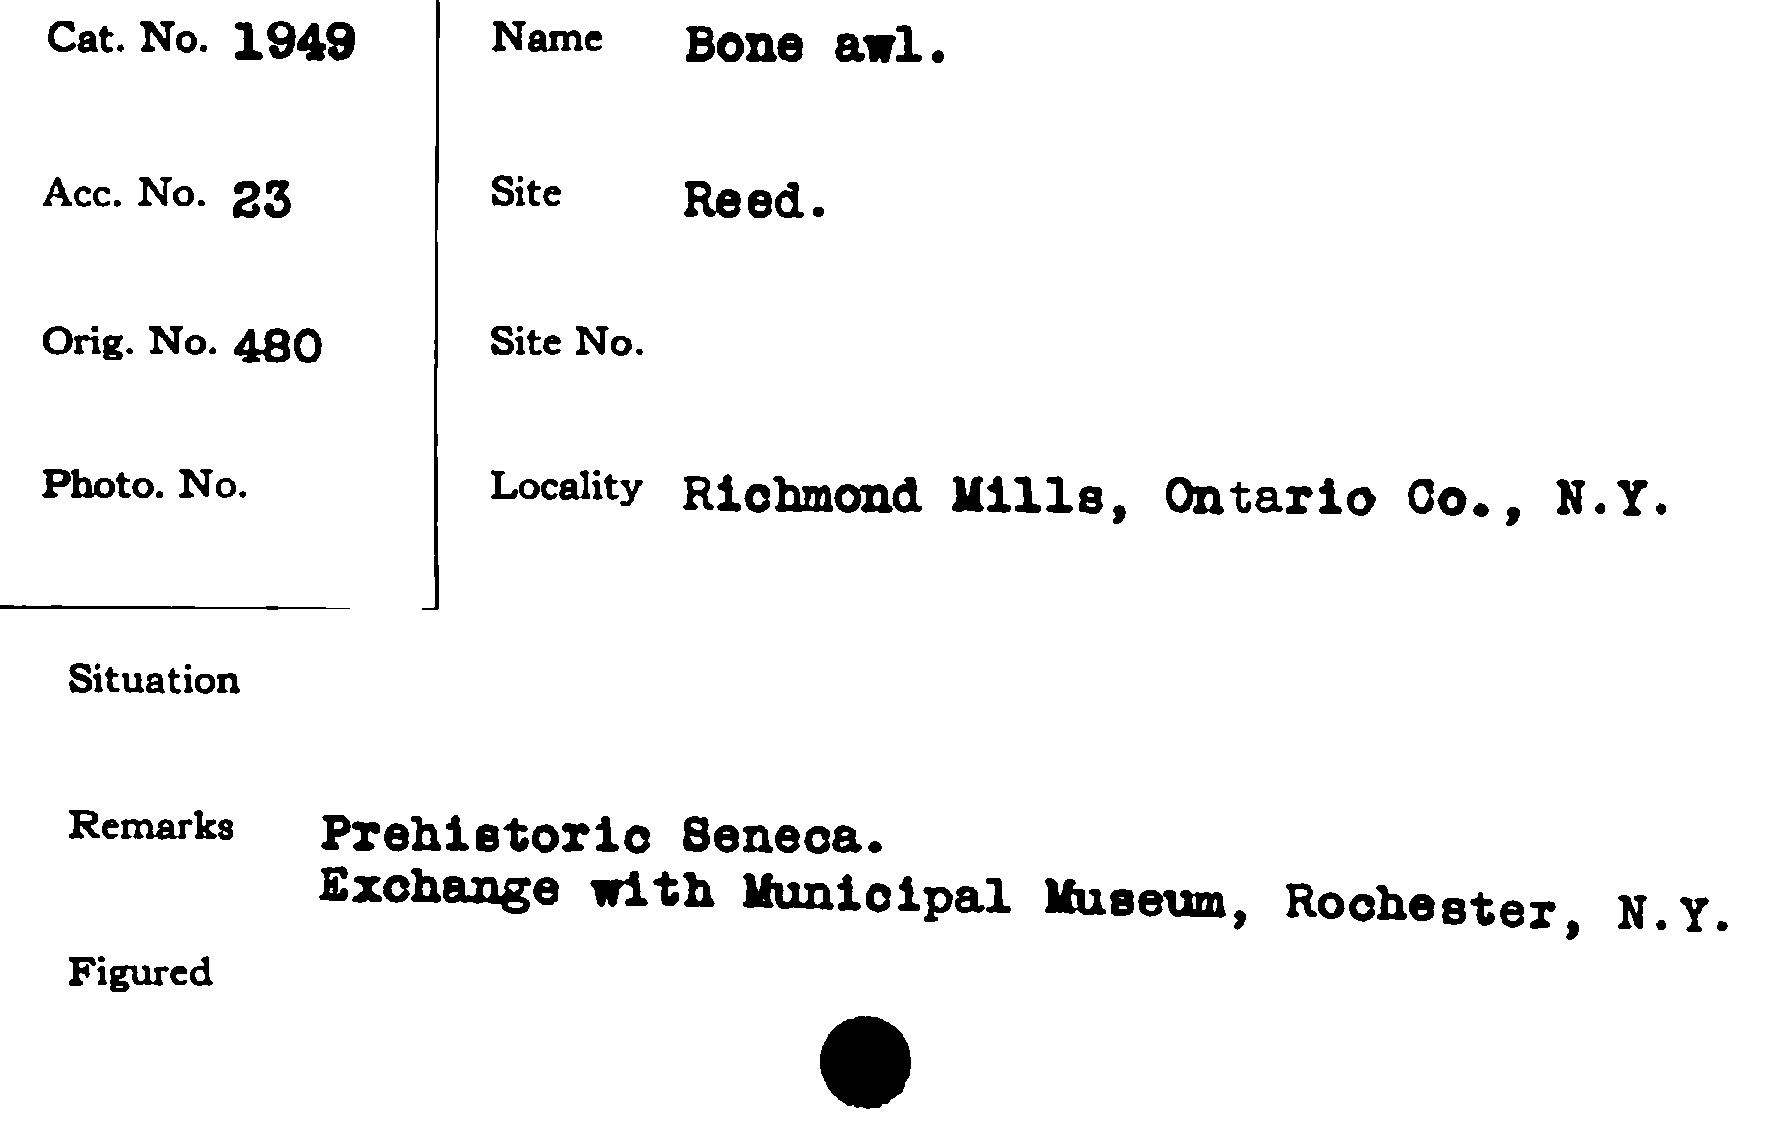 Cat. No. 1949
Name Bone awl.
Acc. No. 23
Site Reed.
Orig. No. 480
Site No.
Photo. No.
Locality Richmond Mills, Ontario Co., N.Y.
Situation
Remarks Prehistoric Seneca.
Exchange with Municipal Museum, Rochester, N.Y.
Figured